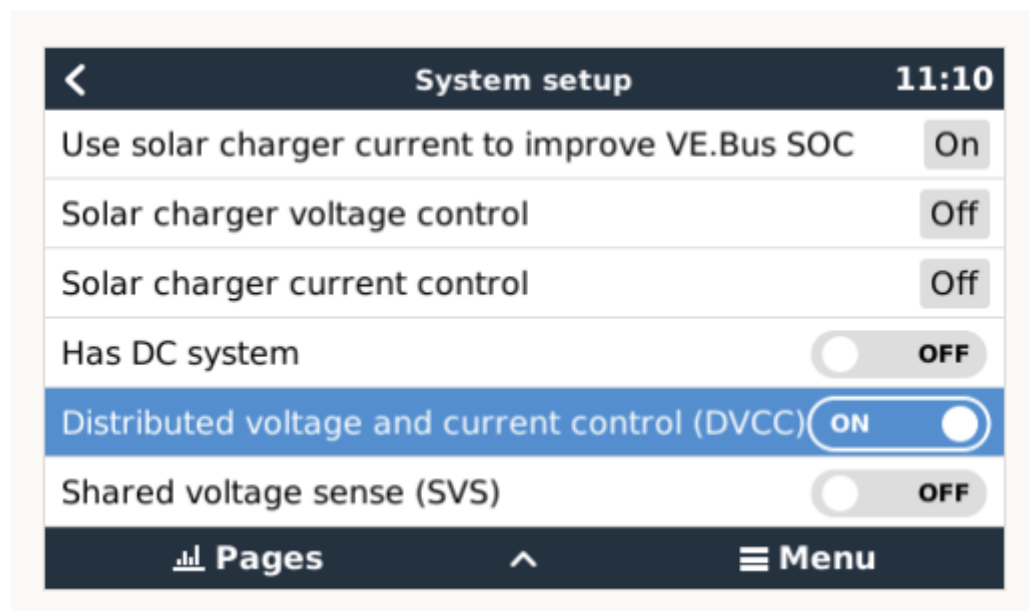 System setup 11:10
Use solar charger current to improve VE.Bus SOC On
Solar charger voltage control Off
Solar charger current control Off
Has DC system OFF
Distributed voltage and current control (DVCC) ON
Shared voltage sense (SVS) OFF
Pages Menu